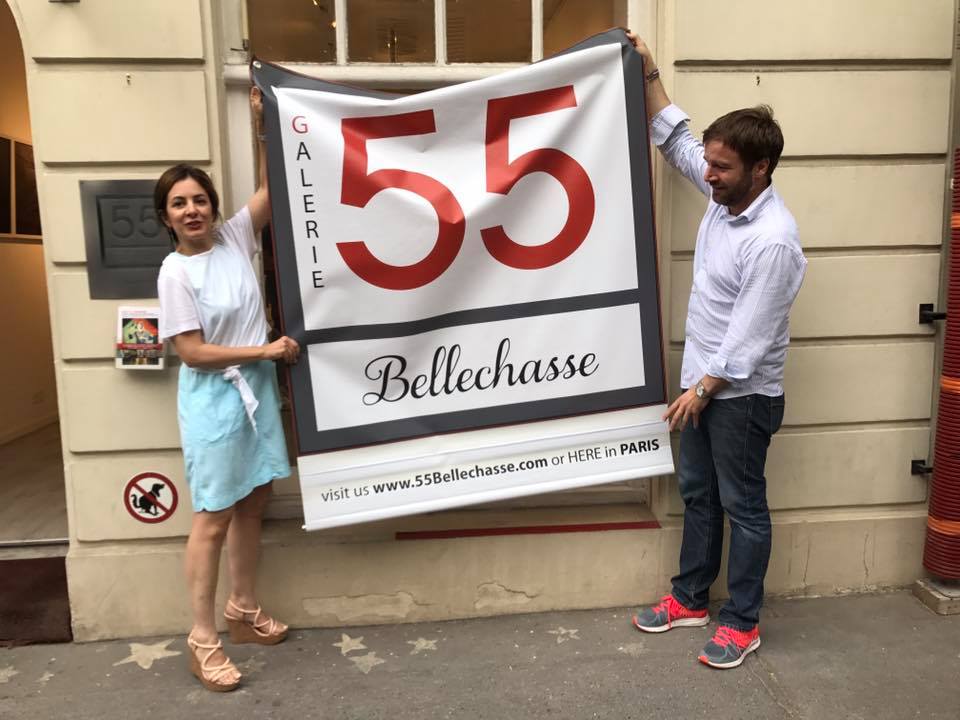 GALERIE
55
Bellechasse
visit us www.55Bellechasse.com or HERE in PARIS
55